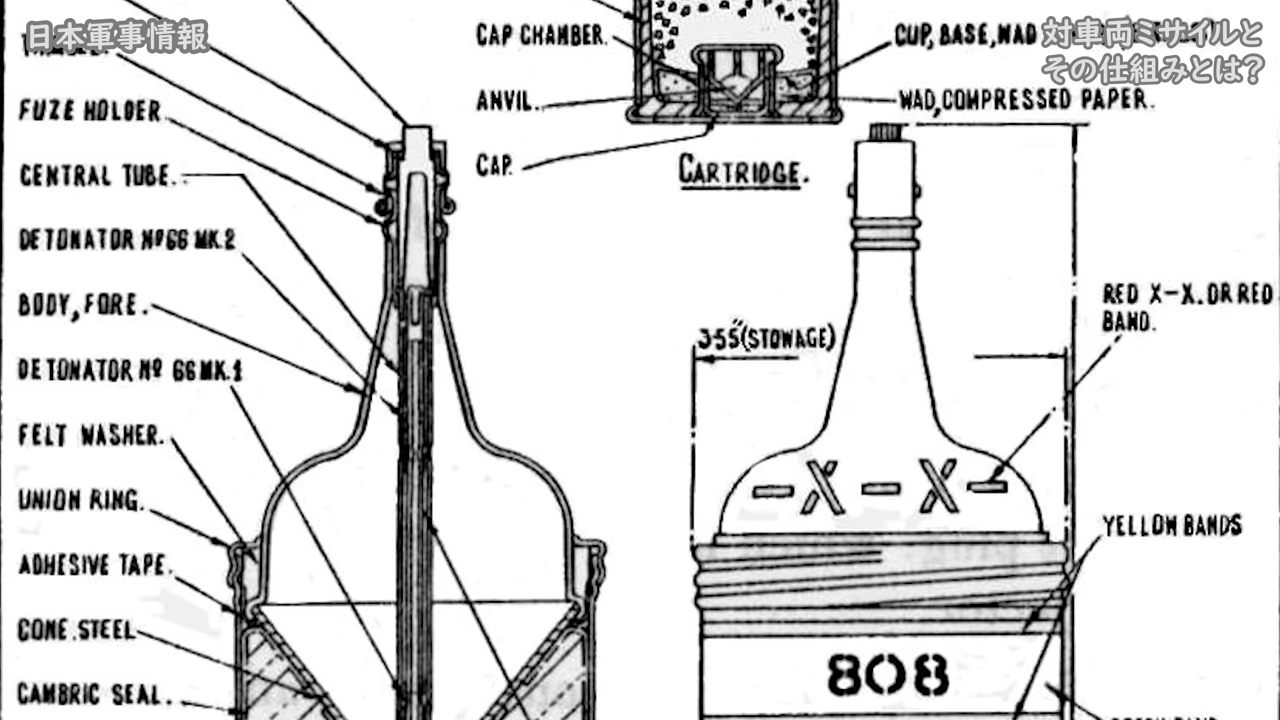 日本軍事情報
対車両ミサイルと
その仕組みとは?
FUZE HOLDER.
CENTRAL TUBE.
DETONATOR Nº66 MK.2
BODY, FORE.
DETONATOR Nº 66 MK.1
FELT WASHER.
UNION RING.
ADHESIVE TAPE.
CONE. STEEL
CAMBRIC SEAL.
CAP CHAMBER.
ANVIL.
CAP.
CUP, BASE, WAD
WAD, COMPRESSED PAPER.
CARTRIDGE.
3·55"(STOWAGE)
RED X-X. OR RED
BAND.
-X-X-
YELLOW BANDS
808